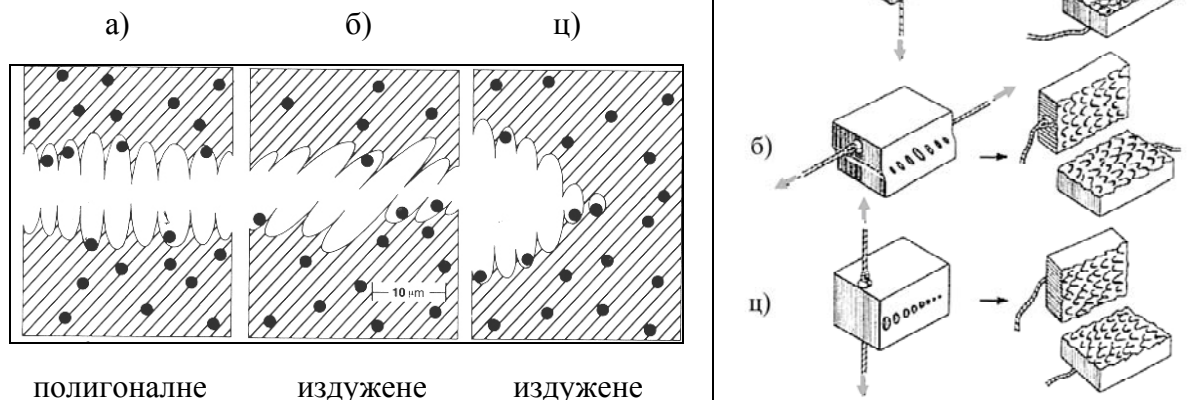 а) б) ц)
10 µm
полигоналне издужене издужене
б)
ц)